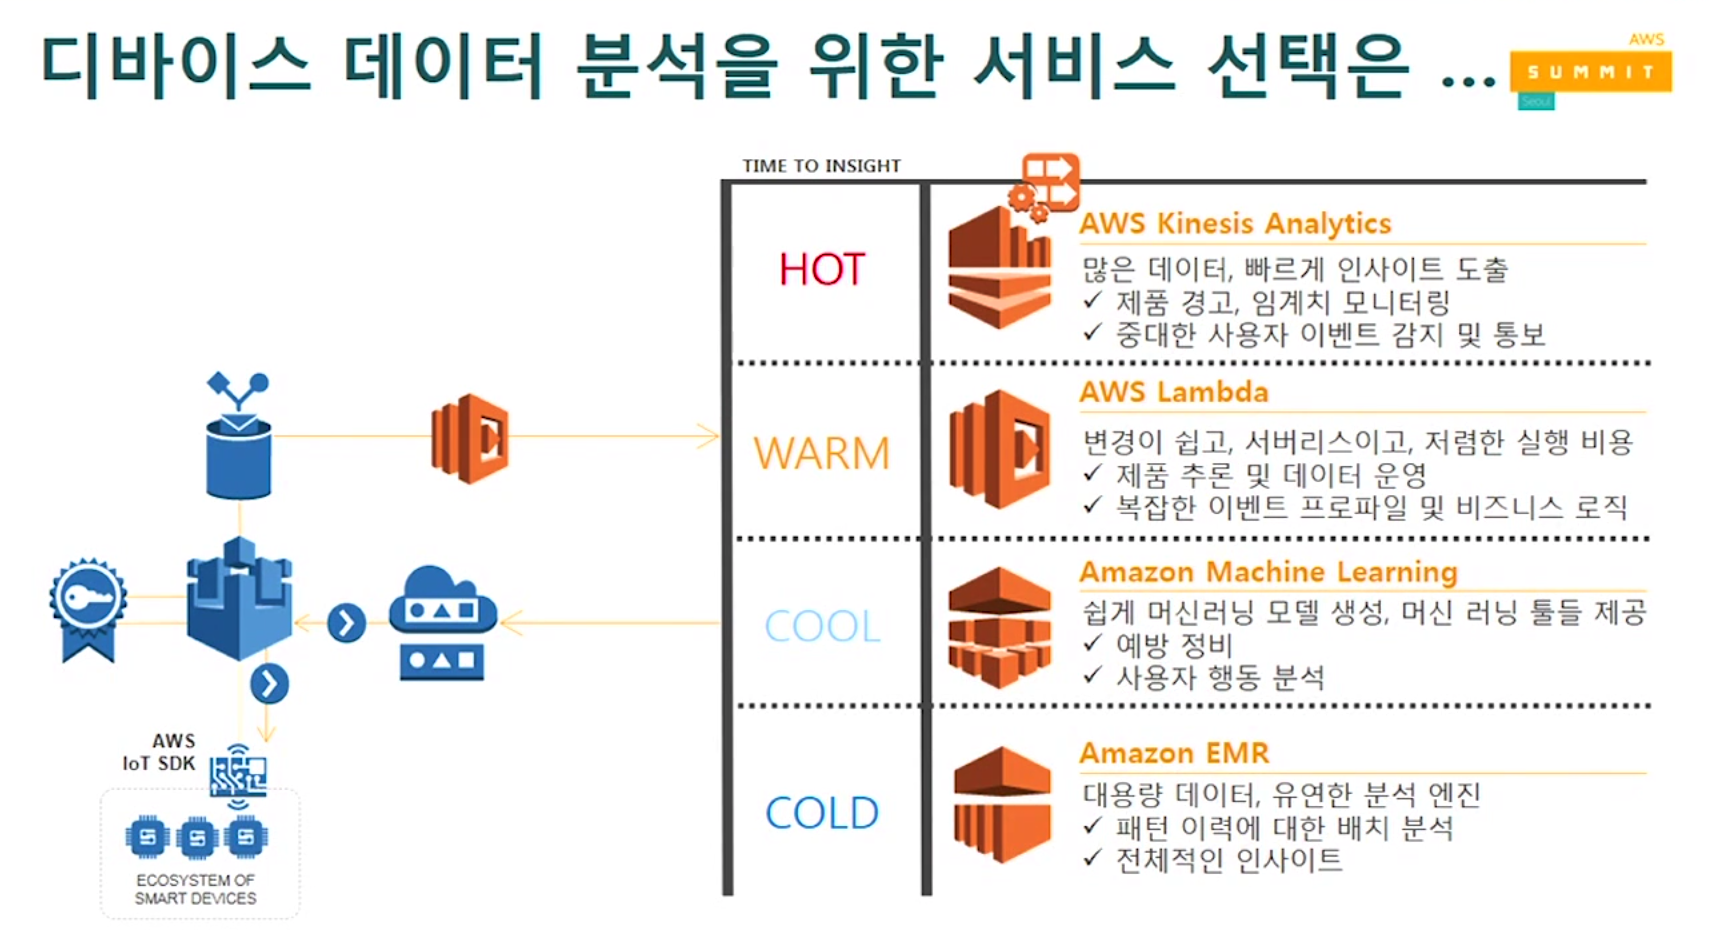 디바이스 데이터 분석을 위한 서비스 선택은 ...
AWS
SUMMIT
Seoul
TIME TO INSIGHT
HOT
AWS Kinesis Analytics
많은 데이터, 빠르게 인사이트 도출
✓ 제품 경고, 임계치 모니터링
✓ 중대한 사용자 이벤트 감지 및 통보
WARM
AWS Lambda
변경이 쉽고, 서버리스이고, 저렴한 실행 비용
✓ 제품 추론 및 데이터 운영
✓ 복잡한 이벤트 프로파일 및 비즈니스 로직
COOL
Amazon Machine Learning
쉽게 머신러닝 모델 생성, 머신 러닝 툴들 제공
✓ 예방 정비
✓ 사용자 행동 분석
COLD
Amazon EMR
대용량 데이터, 유연한 분석 엔진
✓ 패턴 이력에 대한 배치 분석
✓ 전체적인 인사이트
AWS
IoT SDK
ECOSYSTEM OF
SMART DEVICES